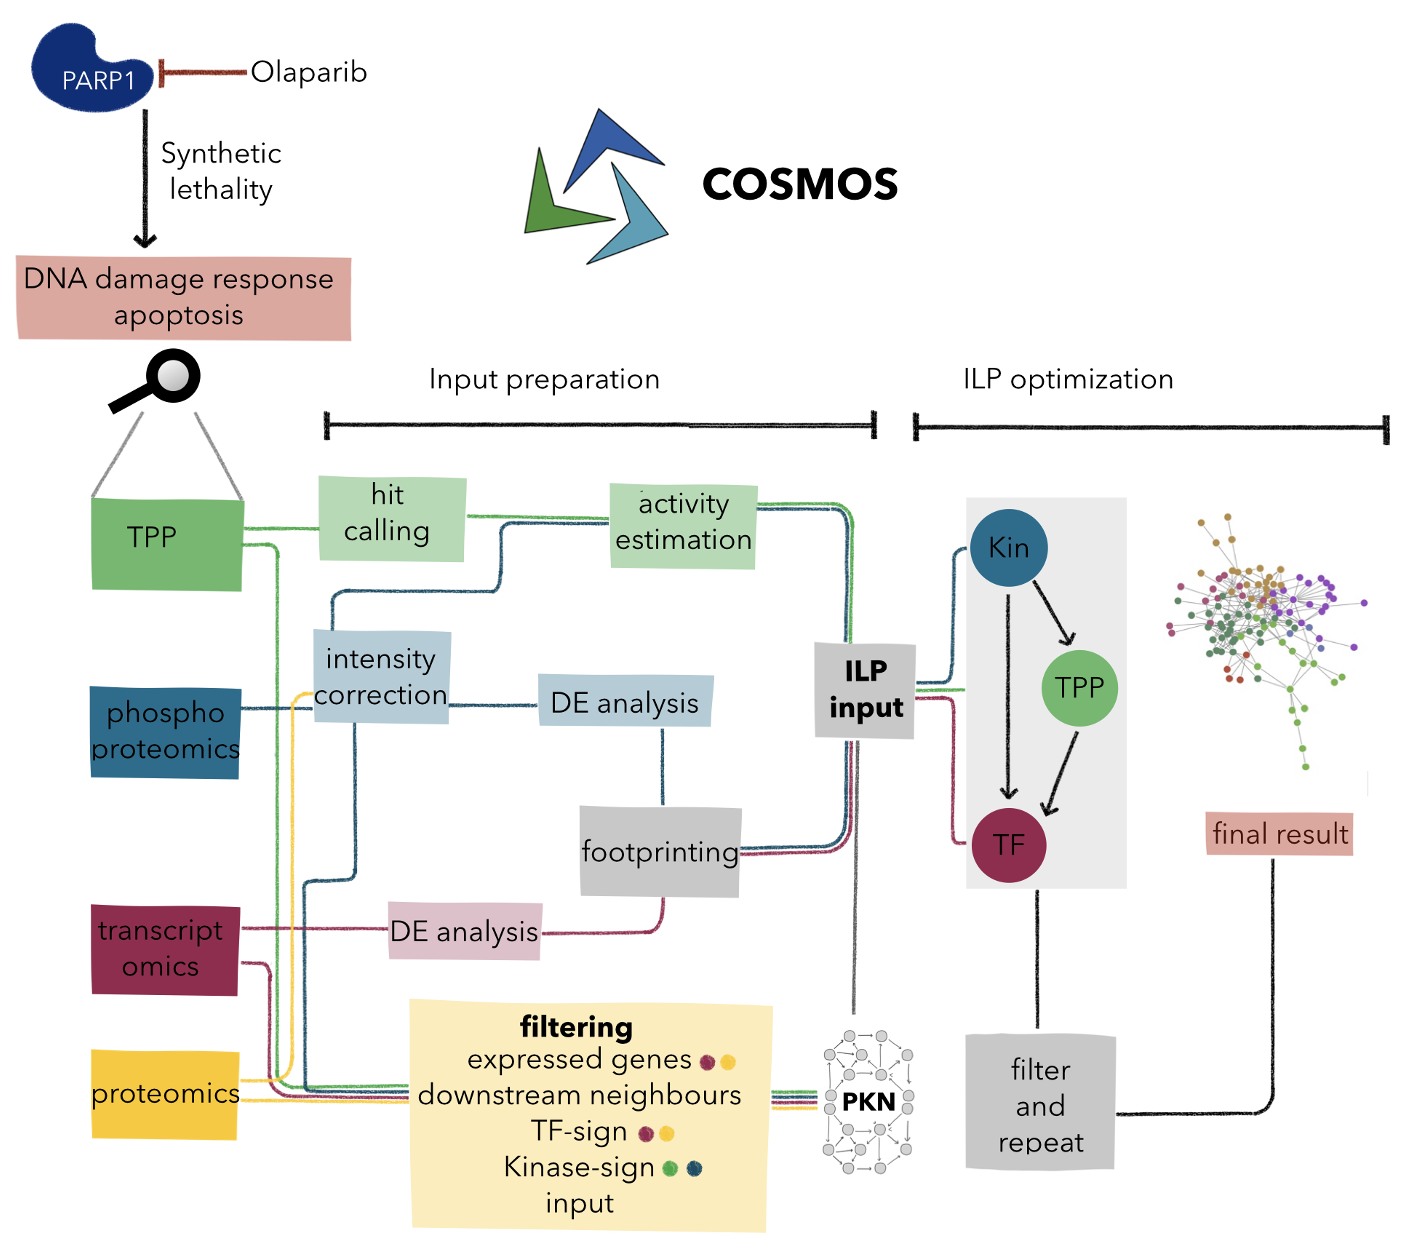 PARP1
Olaparib
Synthetic
lethality
COSMOS
DNA damage response
apoptosis
Input preparation
ILP optimization
TPP
hit
calling
activity
estimation
Kin
intensity
correction
phospho
proteomics
DE analysis
ILP
input
TPP
footprinting
TF
final result
transcript
omics
DE analysis
proteomics
filtering
expressed genes
downstream neighbours
TF-sign
Kinase-sign
input
PKN
filter
and
repeat